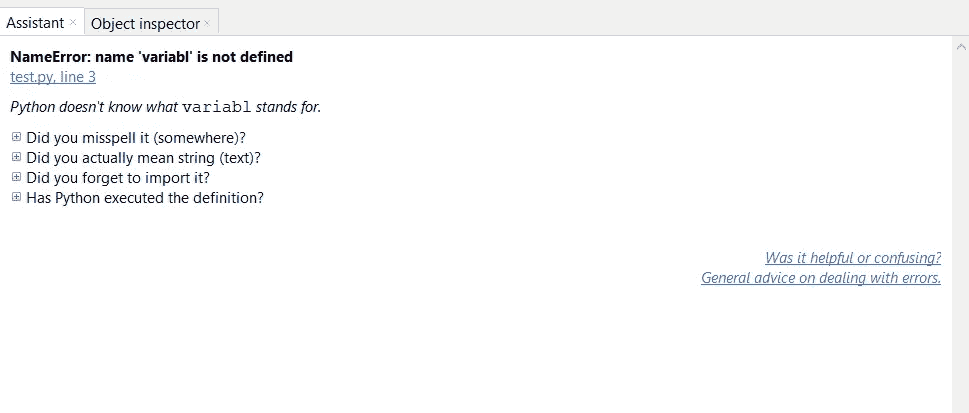 Assistant
Object inspector
NameError: name 'variabl' is not defined
test.py, line 3
Python doesn't know what variabl stands for.
Did you misspell it (somewhere)?
Did you actually mean string (text)?
Did you forget to import it?
Has Python executed the definition?
Was it helpful or confusing?
General advice on dealing with errors.